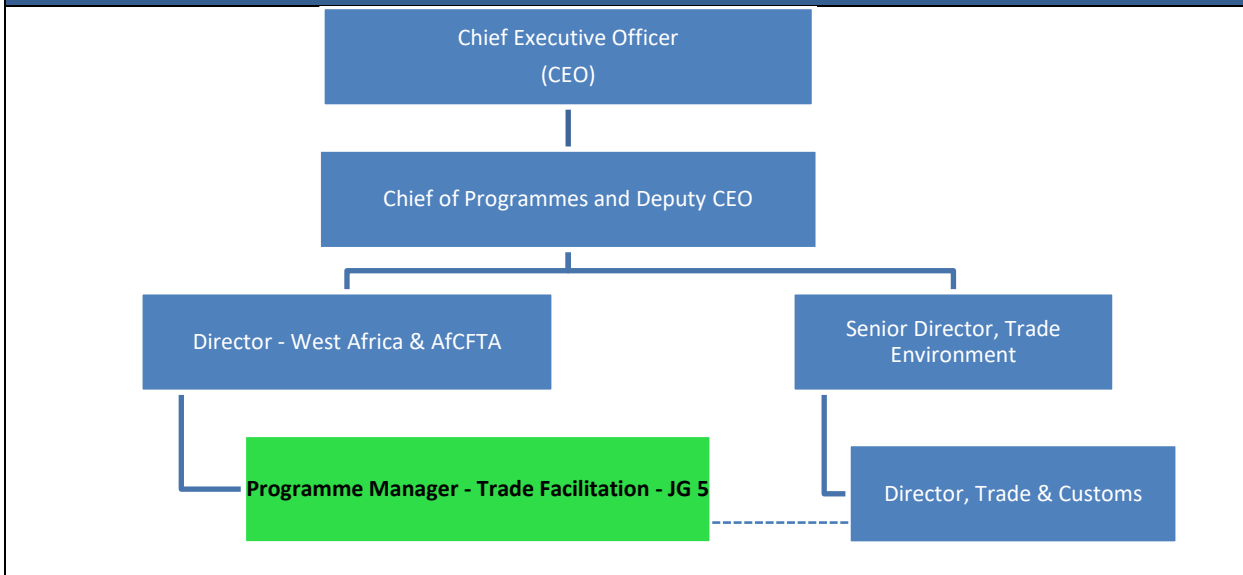 Chief Executive Officer
(CEO)
Chief of Programmes and Deputy CEO
Director - West Africa & AfCFTA
Senior Director, Trade
Environment
Programme Manager - Trade Facilitation - JG 5
Director, Trade & Customs